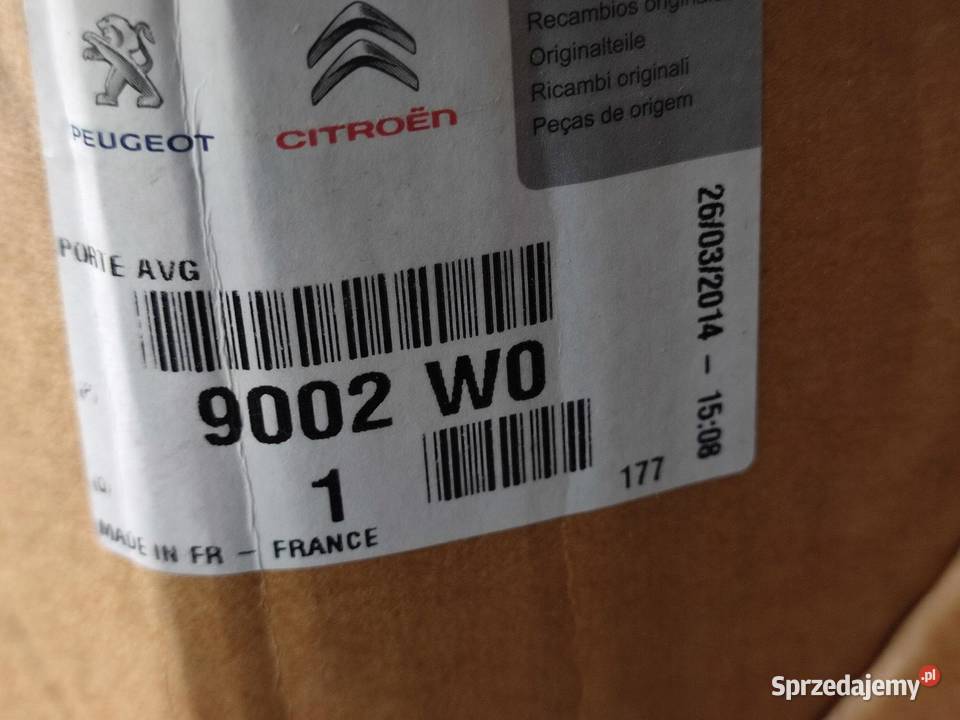 PEUGEOT
CITROËN
Recambios
Originalteile
Ricambi originali
Peças de origem
PORTE AVG
9002 W0
1
177
MADE IN FR - FRANCE
26/03/2014 - 15:08
Sprzedajemy.pl